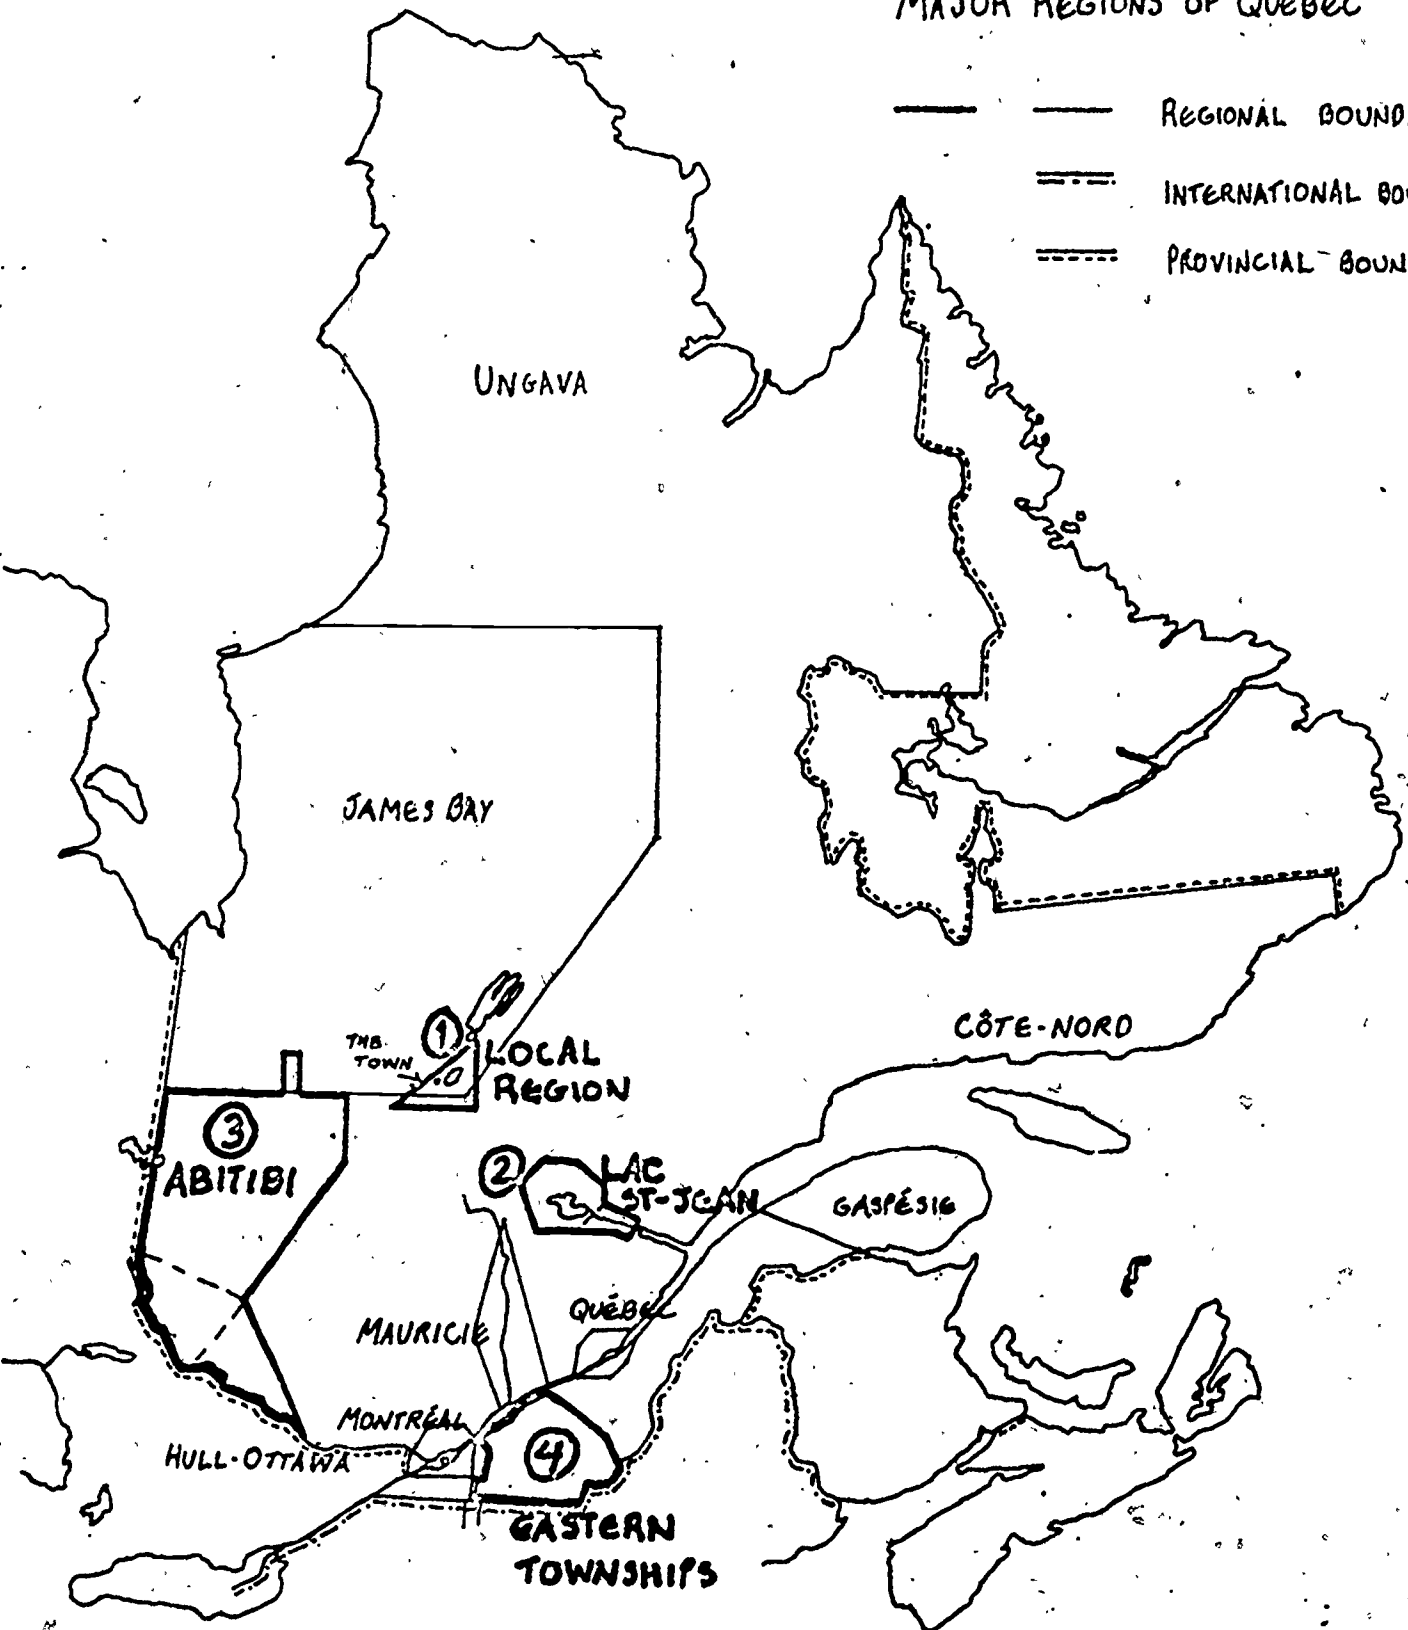 MAJOR REGIONS OF QUÉBEC
REGIONAL BOUND
INTERNATIONAL BOU
PROVINCIAL BOUN
UNGAVA
JAMES BAY
CÔTE-NORD
1
THE
TOWN
LOCAL
REGION
3
ABITIBI
2
LAC
ST-JEAN
GASPÉSIE
QUÉBEC
MAURICIE
MONTRÉAL
HULL-OTTAWA
4
EASTERN
TOWNSHIPS